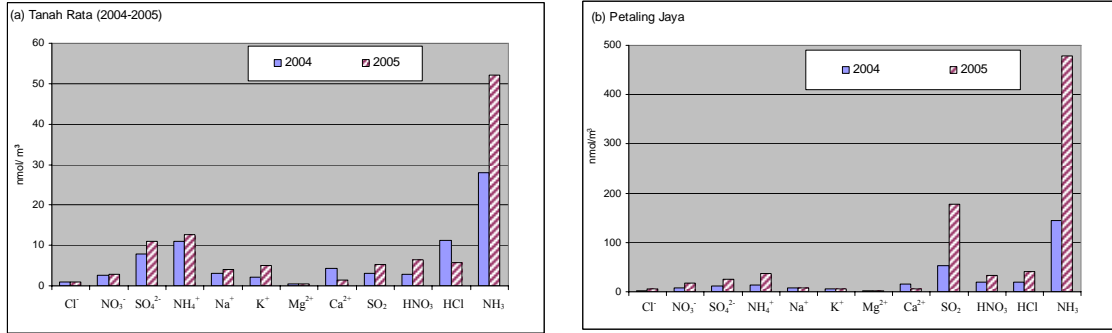 (a) Tanah Rata (2004-2005)
60
50
40
30
20
10
0
nmol/ m³
2004
2005
Cl⁻ NO₃⁻ SO₄²⁻ NH₄⁺ Na⁺ K⁺ Mg²⁺ Ca²⁺ SO₂ HNO₃ HCl NH₃
(b) Petaling Jaya
500
400
300
200
100
0
nmol/m³
2004
2005
Cl⁻ NO₃⁻ SO₄²⁻ NH₄⁺ Na⁺ K⁺ Mg²⁺ Ca²⁺ SO₂ HNO₃ HCl NH₃